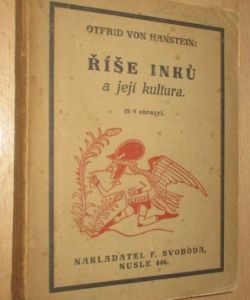 OTFRID VON HANSTEIN:
ŘÍŠE INKŮ
a její kultura.
(S 9 obrazy).
NAKLADATEL F. SVOBODA,
NUSLE 446.